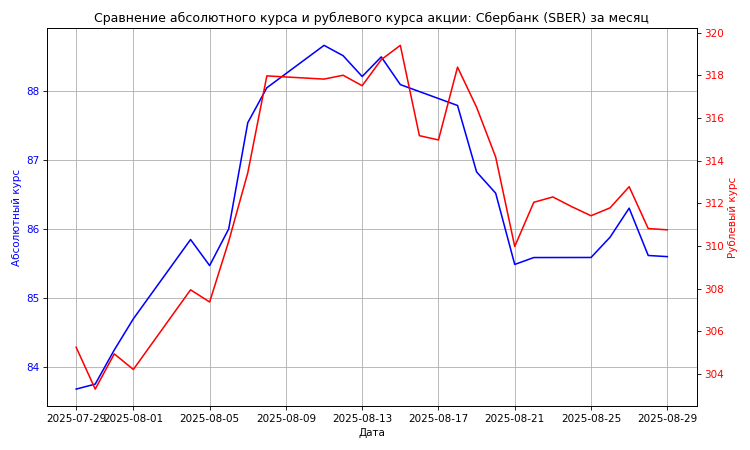 Сравнение абсолютного курса и рублевого курса акции: Сбербанк (SBER) за месяц
Абсолютный курс
88
87
86
85
84
320
318
316
314
312
310
308
306
304
Рублевый курс
2025-07-29 2025-08-01 2025-08-05 2025-08-09 2025-08-13 2025-08-17 2025-08-21 2025-08-25 2025-08-29
Дата